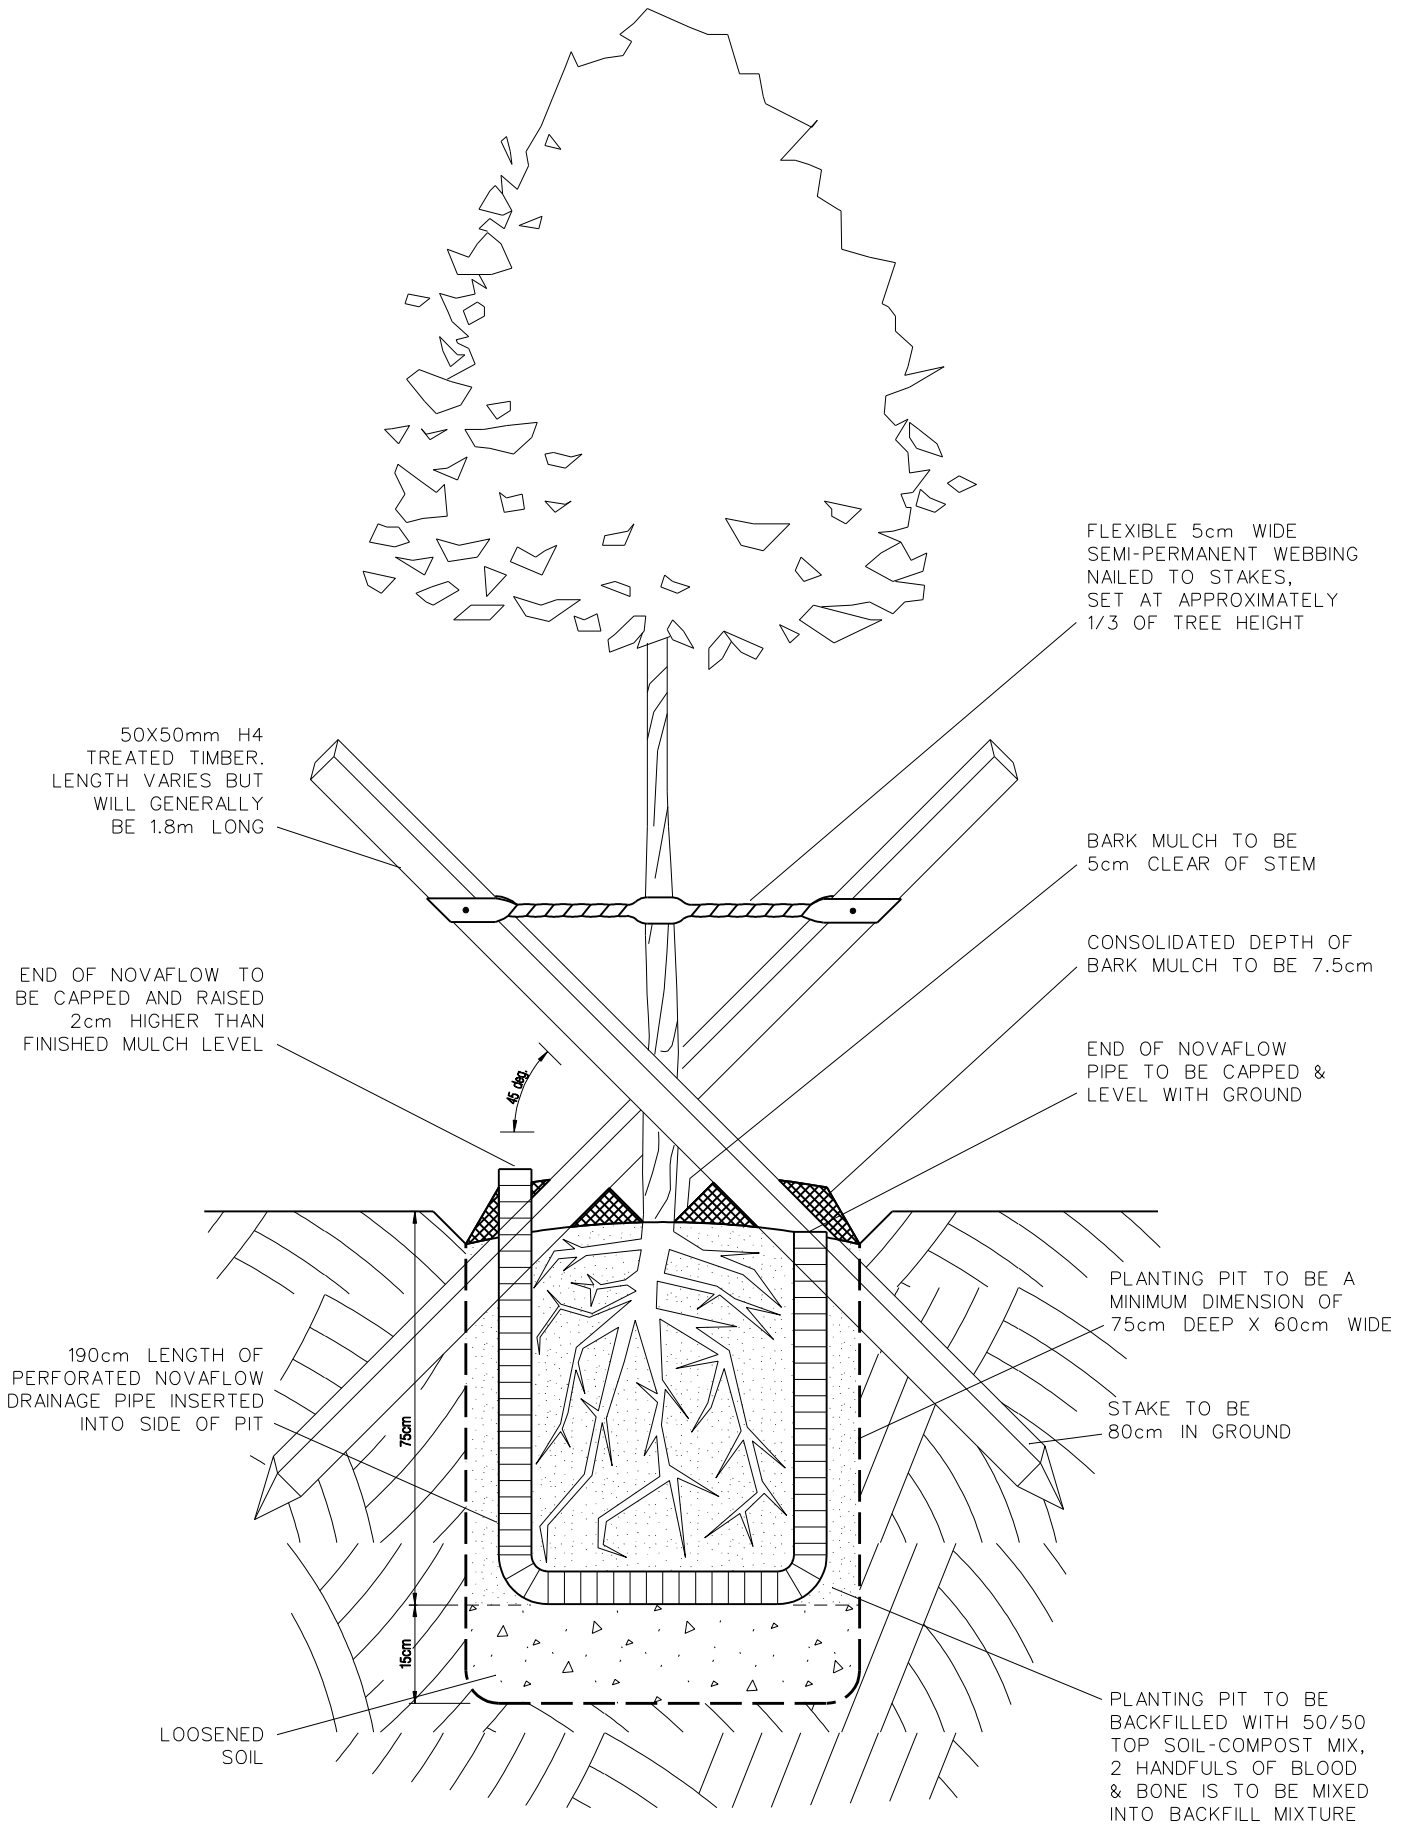 FLEXIBLE 5cm WIDE
SEMI-PERMANENT WEBBING
NAILED TO STAKES,
SET AT APPROXIMATELY
1/3 OF TREE HEIGHT
50X50mm H4
TREATED TIMBER.
LENGTH VARIES BUT
WILL GENERALLY
BE 1.8m LONG
BARK MULCH TO BE
5cm CLEAR OF STEM
CONSOLIDATED DEPTH OF
BARK MULCH TO BE 7.5cm
END OF NOVAFLOW TO
BE CAPPED AND RAISED
2cm HIGHER THAN
FINISHED MULCH LEVEL
END OF NOVAFLOW
PIPE TO BE CAPPED &
LEVEL WITH GROUND
45 deg.
PLANTING PIT TO BE A
MINIMUM DIMENSION OF
75cm DEEP X 60cm WIDE
190cm LENGTH OF
PERFORATED NOVAFLOW
DRAINAGE PIPE INSERTED
INTO SIDE OF PIT
75cm
STAKE TO BE
80cm IN GROUND
15cm
LOOSENED
SOIL
PLANTING PIT TO BE
BACKFILLED WITH 50/50
TOP SOIL-COMPOST MIX,
2 HANDFULS OF BLOOD
& BONE IS TO BE MIXED
INTO BACKFILL MIXTURE